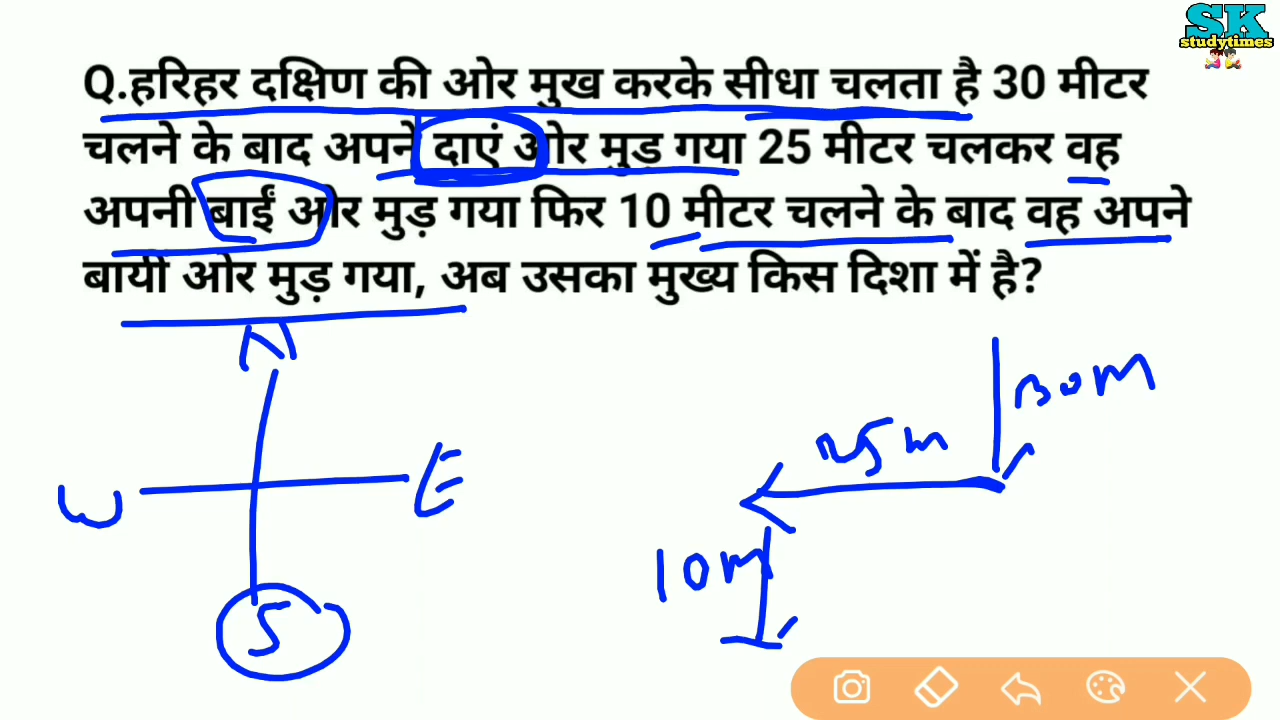 SK
studytimes
Q.हरिहर दक्षिण की ओर मुख करके सीधा चलता है 30 मीटर
चलने के बाद अपने दाएं ओर मुड गया 25 मीटर चलकर वह
अपनी बाईं ओर मुड़ गया फिर 10 मीटर चलने के बाद वह अपने
बायी ओर मुड़ गया, अब उसका मुख्य किस दिशा में है?
N
30M
25m
W E
10m
S